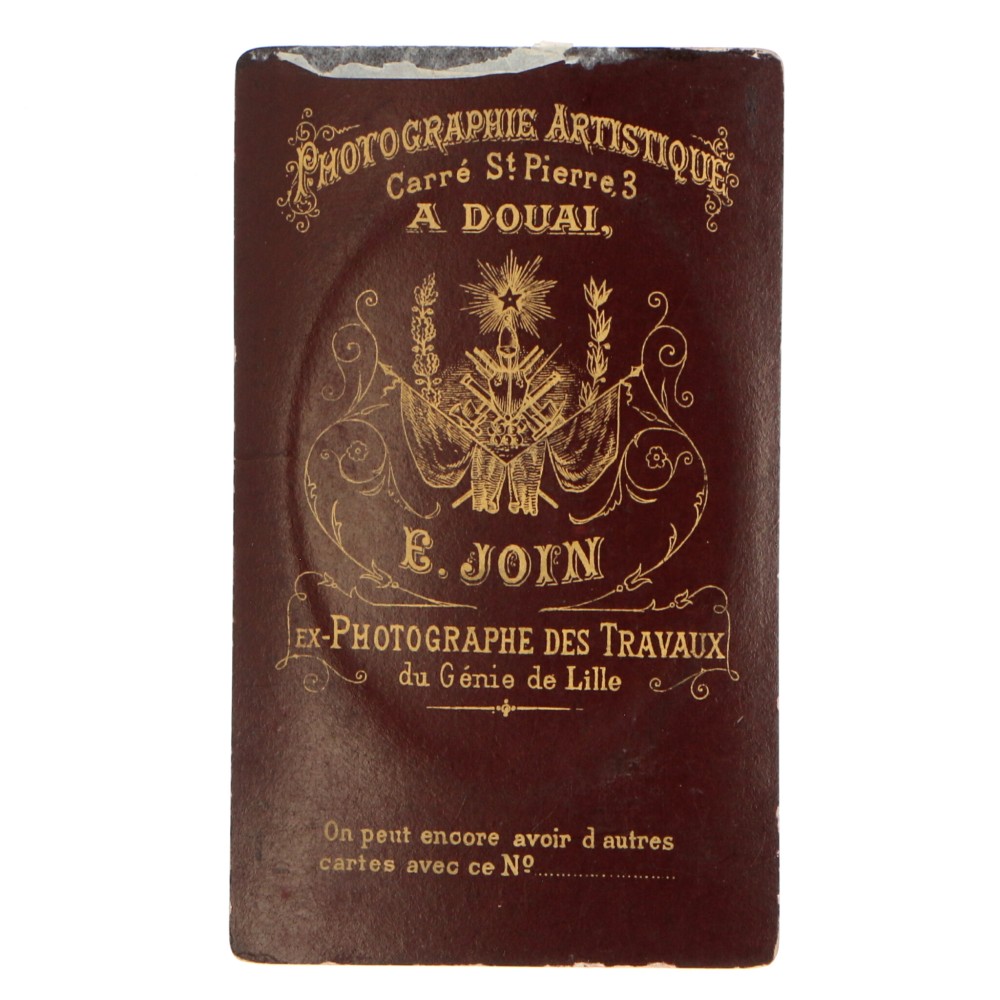 PHOTOGRAPHIE ARTISTIQUE
Carré St Pierre, 3
A DOUAI,
E. JOIN
EX-PHOTOGRAPHE DES TRAVAUX
du Génie de Lille
On peut encore avoir d autres
cartes avec ce No..............................